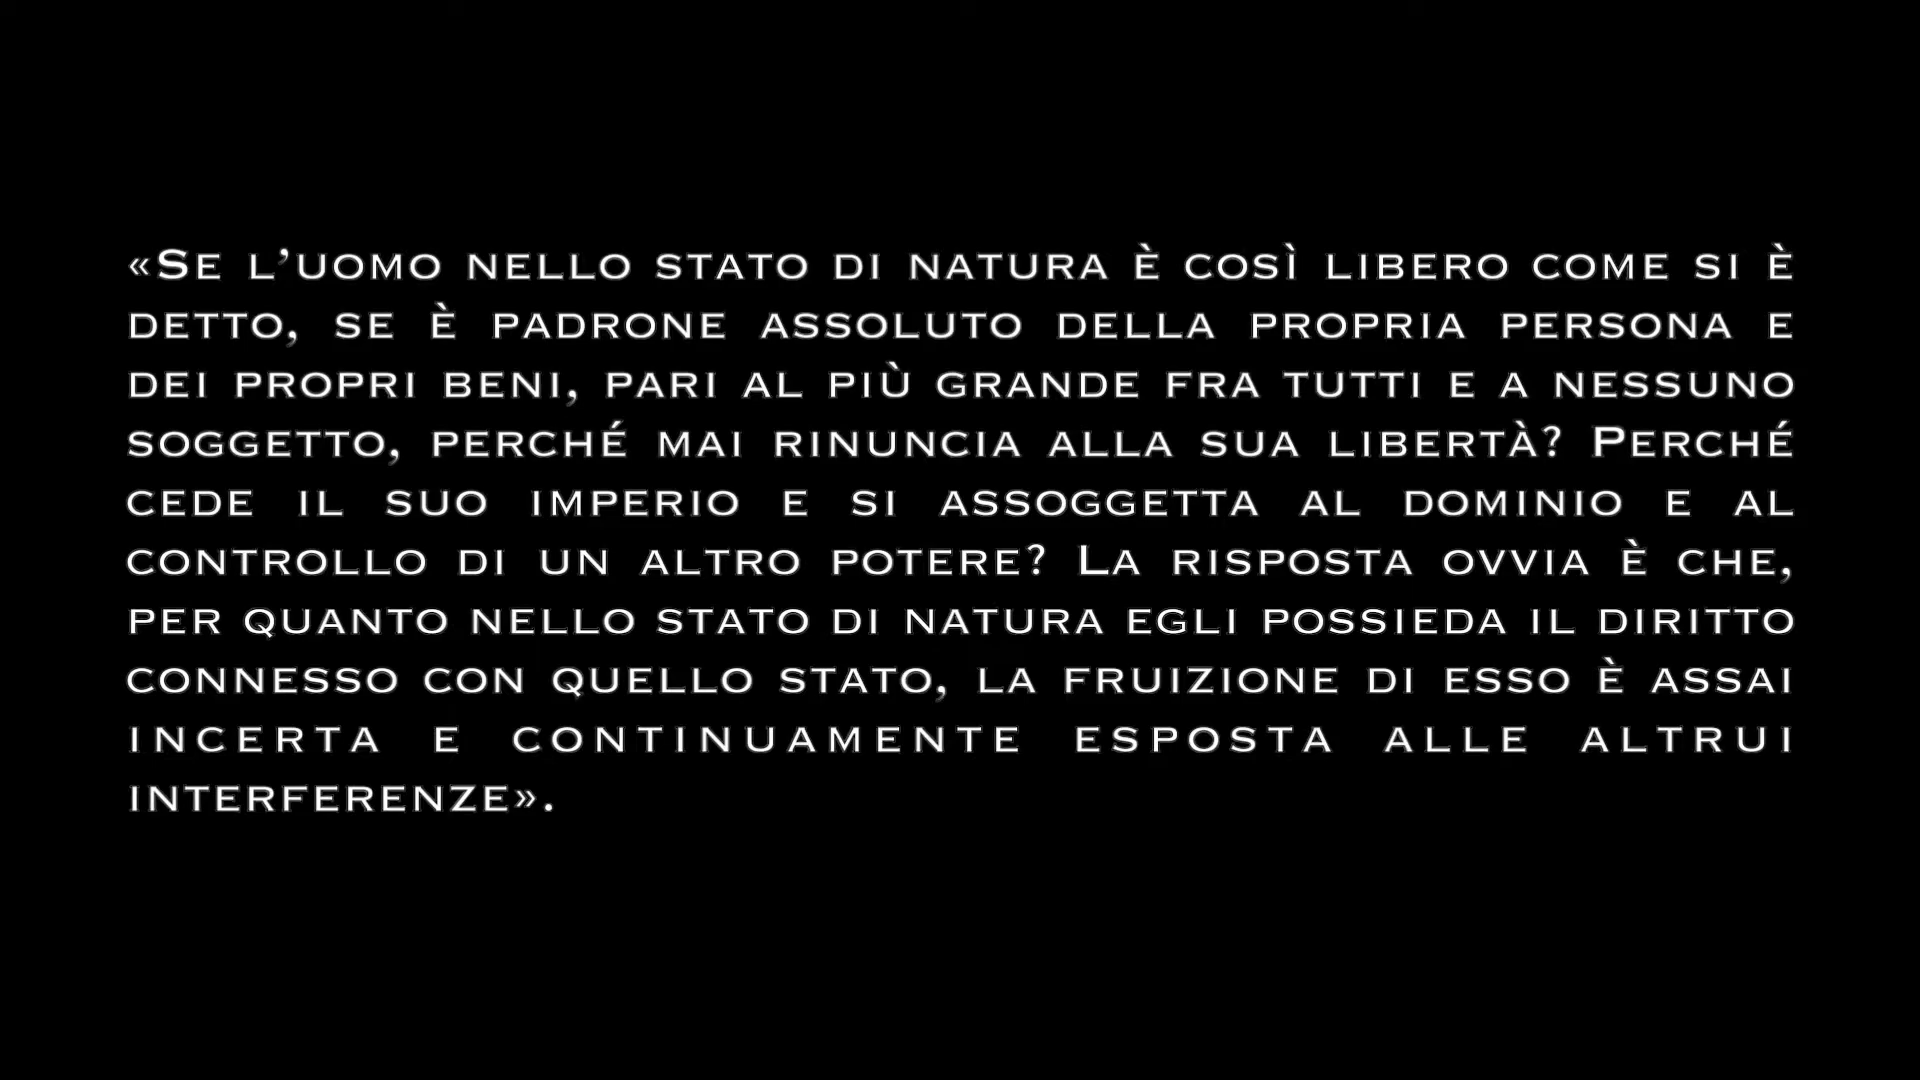 «Se l’uomo nello stato di natura è così libero come si è
detto, se è padrone assoluto della propria persona e
dei propri beni, pari al più grande fra tutti e a nessuno
soggetto, perché mai rinuncia alla sua libertà? Perché
cede il suo imperio e si assoggetta al dominio e al
controllo di un altro potere? La risposta ovvia è che,
per quanto nello stato di natura egli possieda il diritto
connesso con quello stato, la fruizione di esso è assai
incerta e continuamente esposta alle altrui
interferenze».